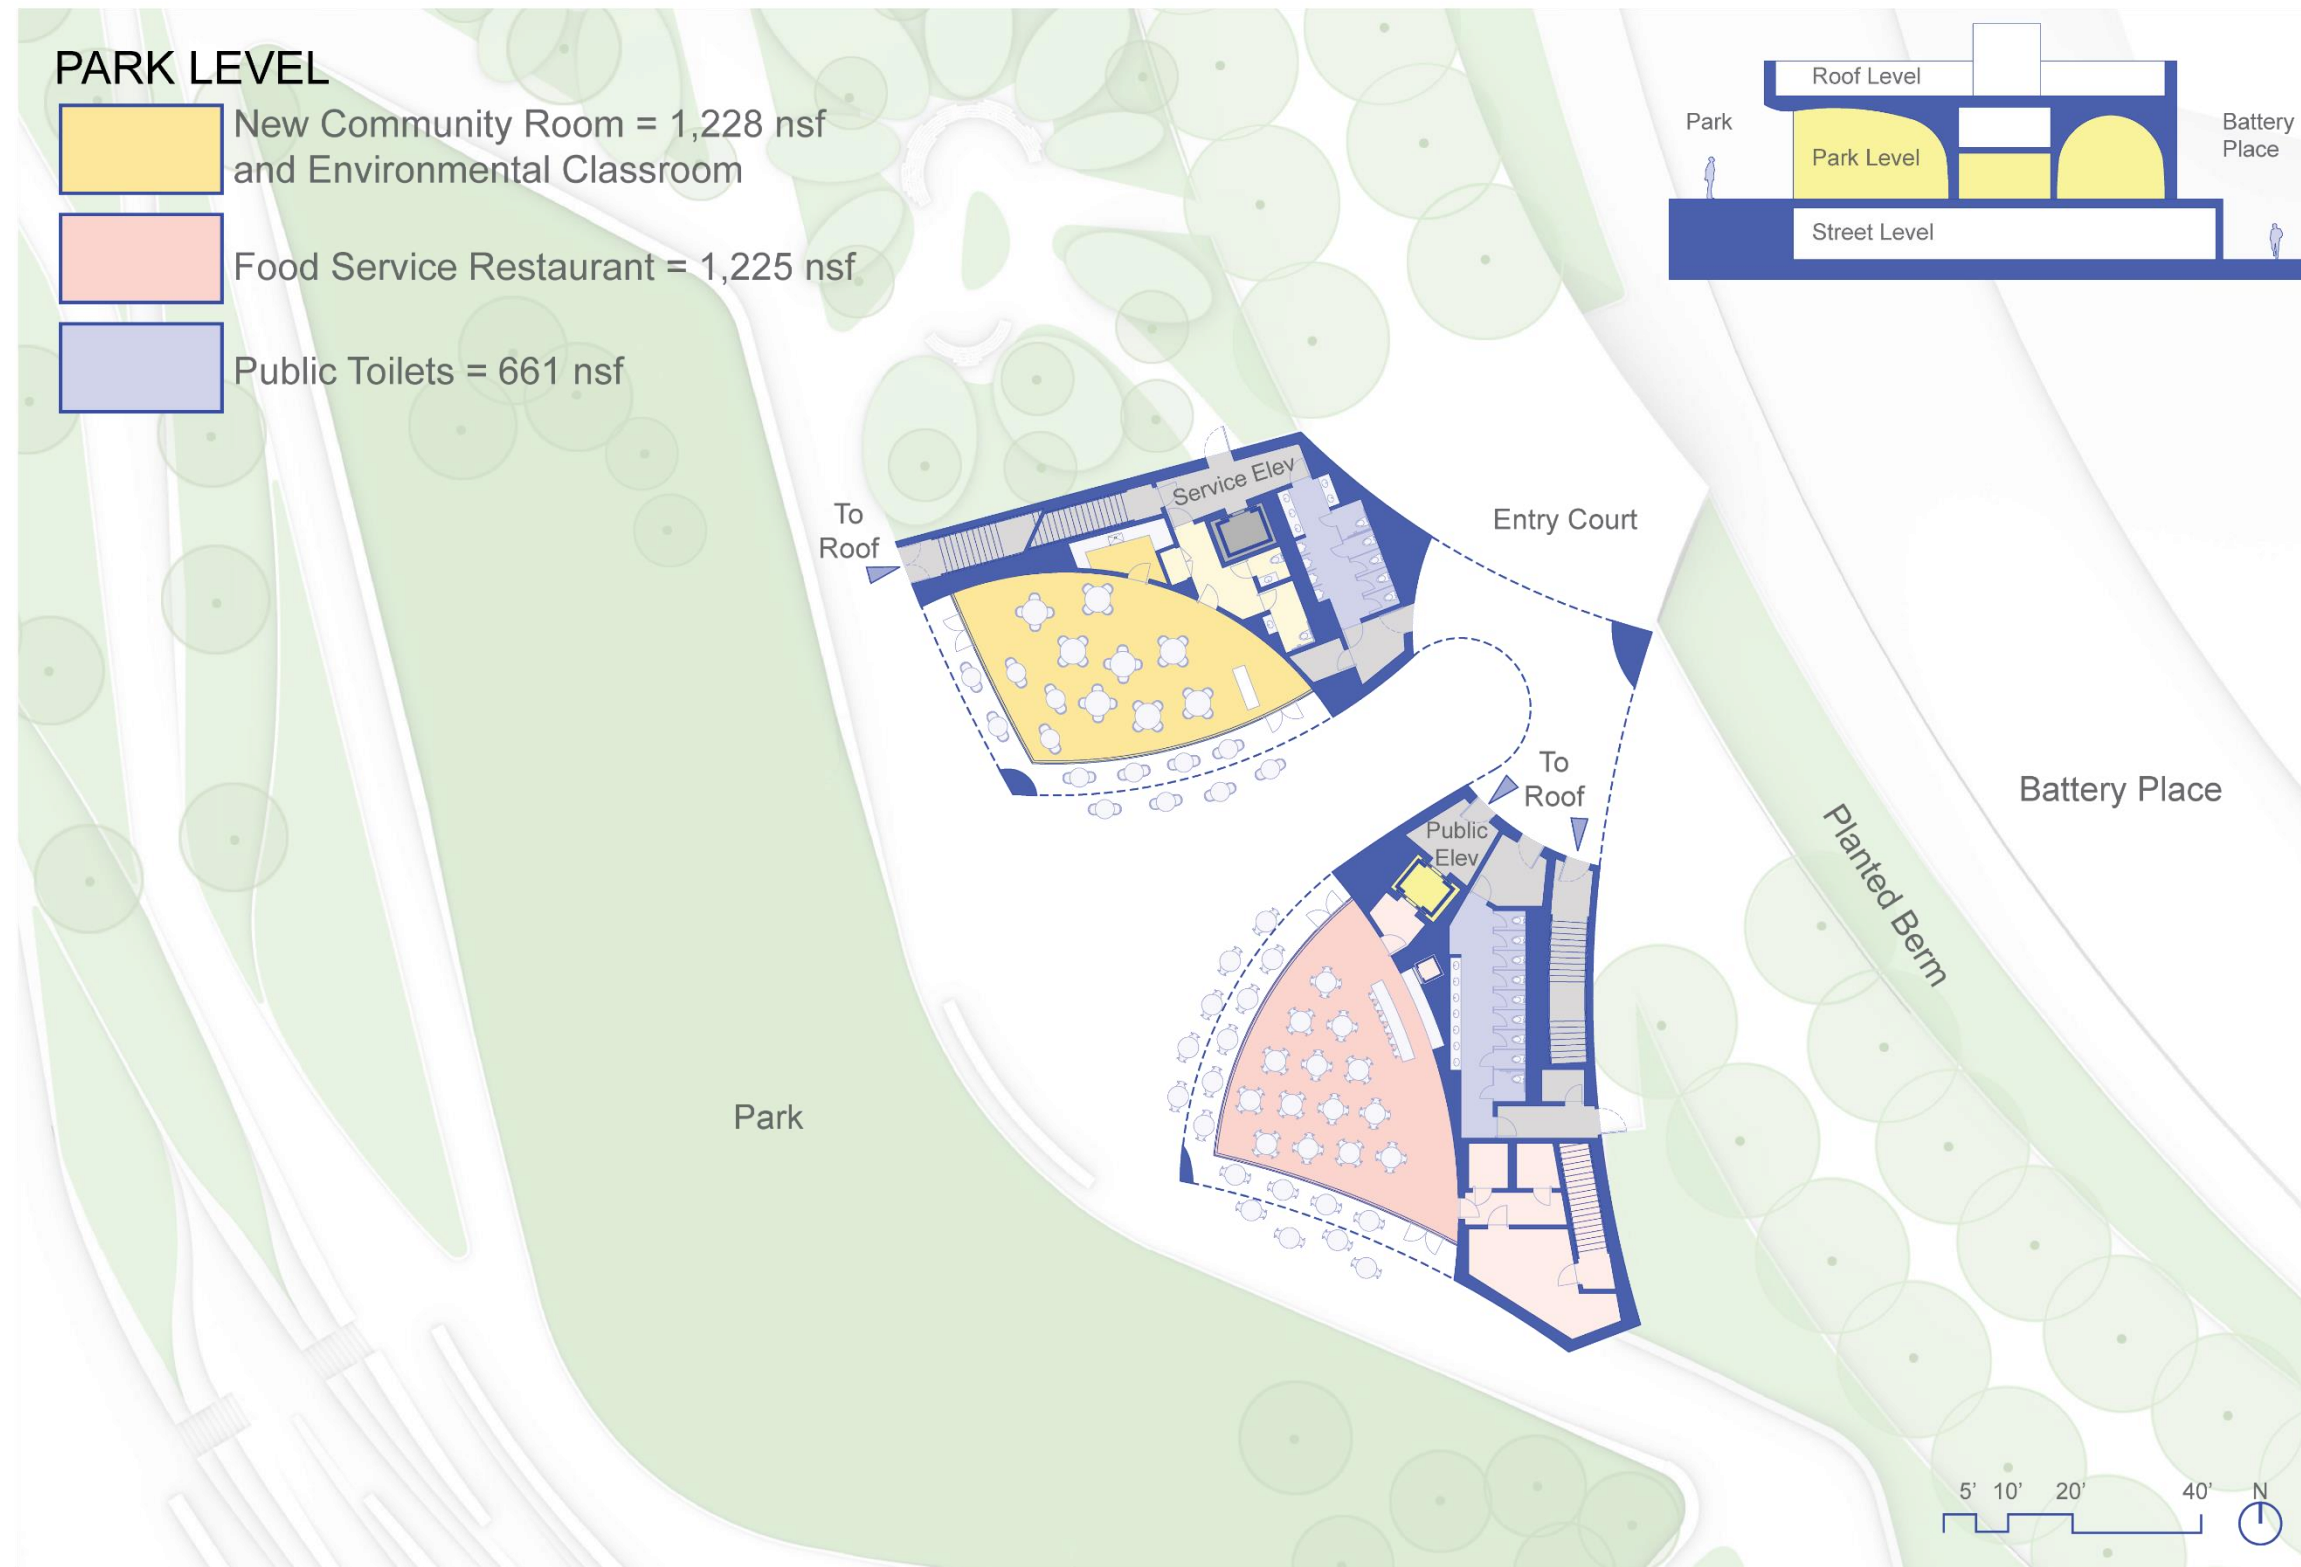 PARK LEVEL
New Community Room = 1,228 nsf
and Environmental Classroom
Food Service Restaurant = 1,225 nsf
Public Toilets = 661 nsf
Roof Level
Park
Battery
Place
Park Level
Street Level
To
Roof
Service Elev
Entry Court
To
Roof
Public
Elev
Battery Place
Planted Berm
Park
5' 10' 20' 40' N